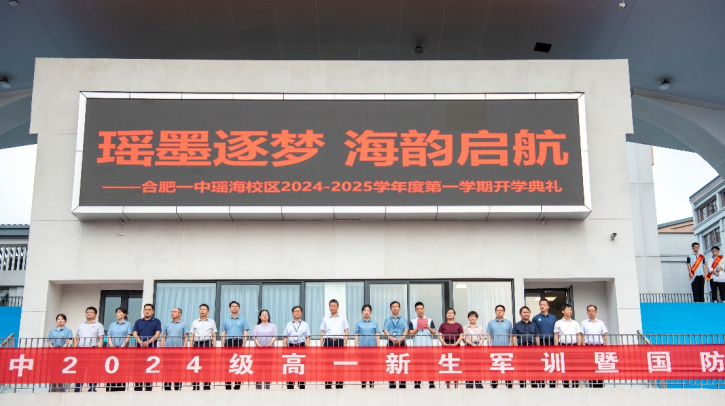 瑶墨逐梦 海韵启航
——合肥一中瑶海校区2024-2025学年度第一学期开学典礼
中2024级高一新生军训暨国防